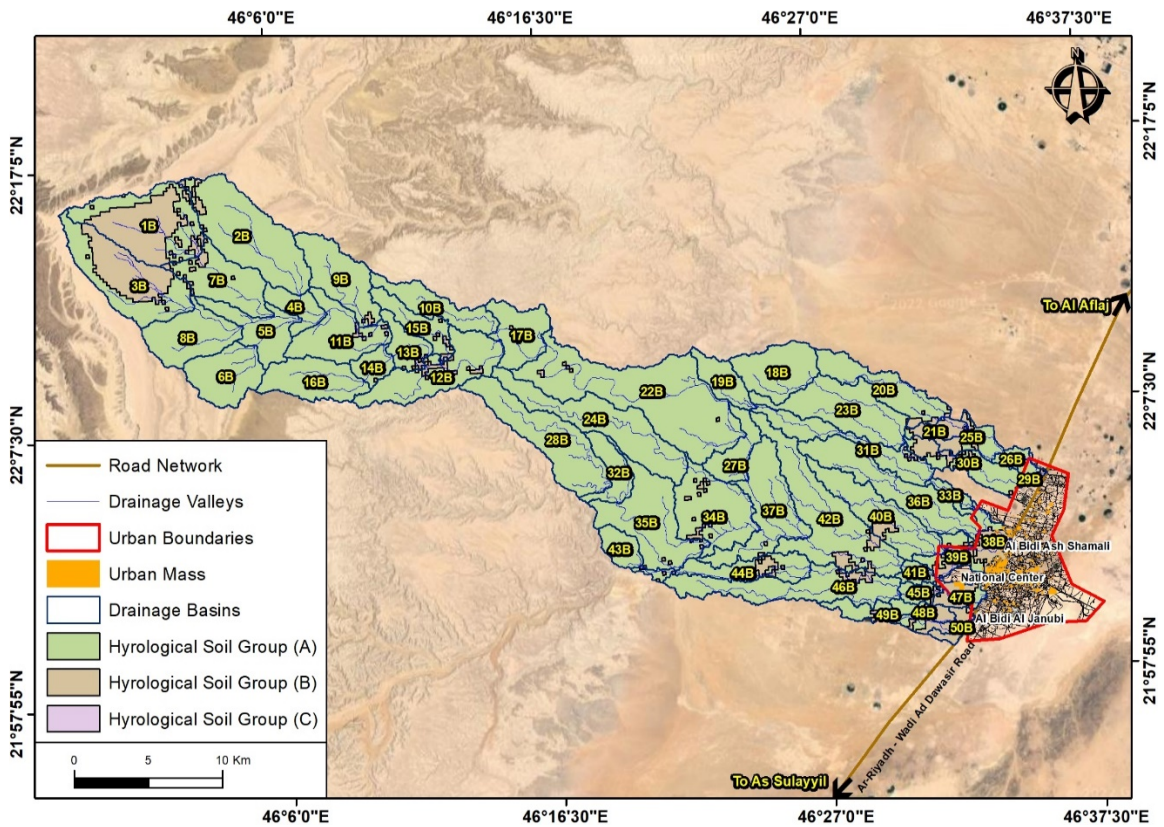 46°6'0"E
46°16'30"E
46°27'0"E
46°37'30"E
N
22°17'5"N
22°17'5"N
To Al Aflaj
1B
2B
3B
7B
9B
4B
10B
8B
5B
11B
15B
17B
13B
6B
16B
14B
12B
22°7'30"N
22°7'30"N
18B
19B
20B
22B
23B
24B
21B
25B
28B
31B
30B
26B
32B
27B
29B
36B
33B
35B
34B
37B
42B
40B
38B
Al Bidi Ash Shamali
43B
39B
44B
41B
National Center
46B
45B
47B
49B
48B
Al Bidi Al Janubi
50B
Road Network
Drainage Valleys
Urban Boundaries
Urban Mass
Drainage Basins
Hyrological Soil Group (A)
Hyrological Soil Group (B)
Hyrological Soil Group (C)
0 5 10 Km
21°57'55"N
21°57'55"N
Ar-Riyadh - Wadi Ad Dawasir Road
To As Sulayyil
46°6'0"E
46°16'30"E
46°27'0"E
46°37'30"E